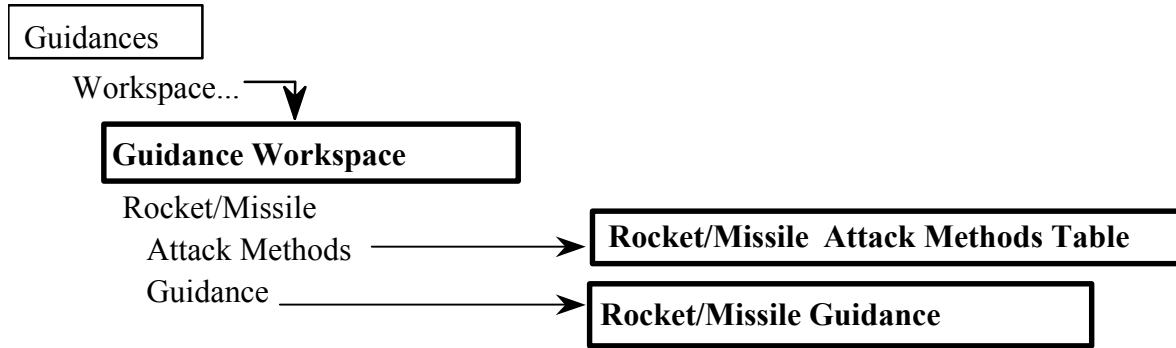 Guidances
Workspace...
Guidance Workspace
Rocket/Missile
Attack Methods
Rocket/Missile Attack Methods Table
Guidance
Rocket/Missile Guidance